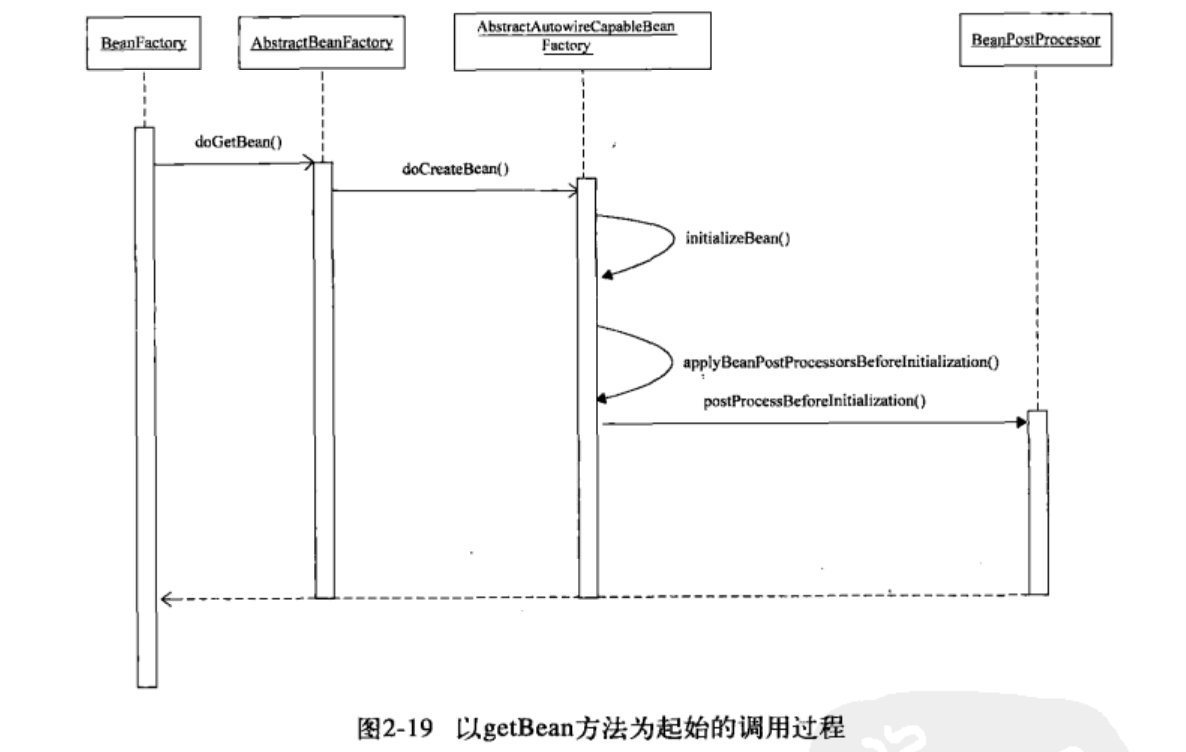 BeanFactory
AbstractBeanFactory
AbstractAutowireCapableBean
Factory
BeanPostProcessor
doGetBean()
doCreateBean()
initializeBean()
applyBeanPostProcessorsBeforeInitialization()
postProcessBeforeInitialization()
图2-19 以getBean方法为起始的调用过程